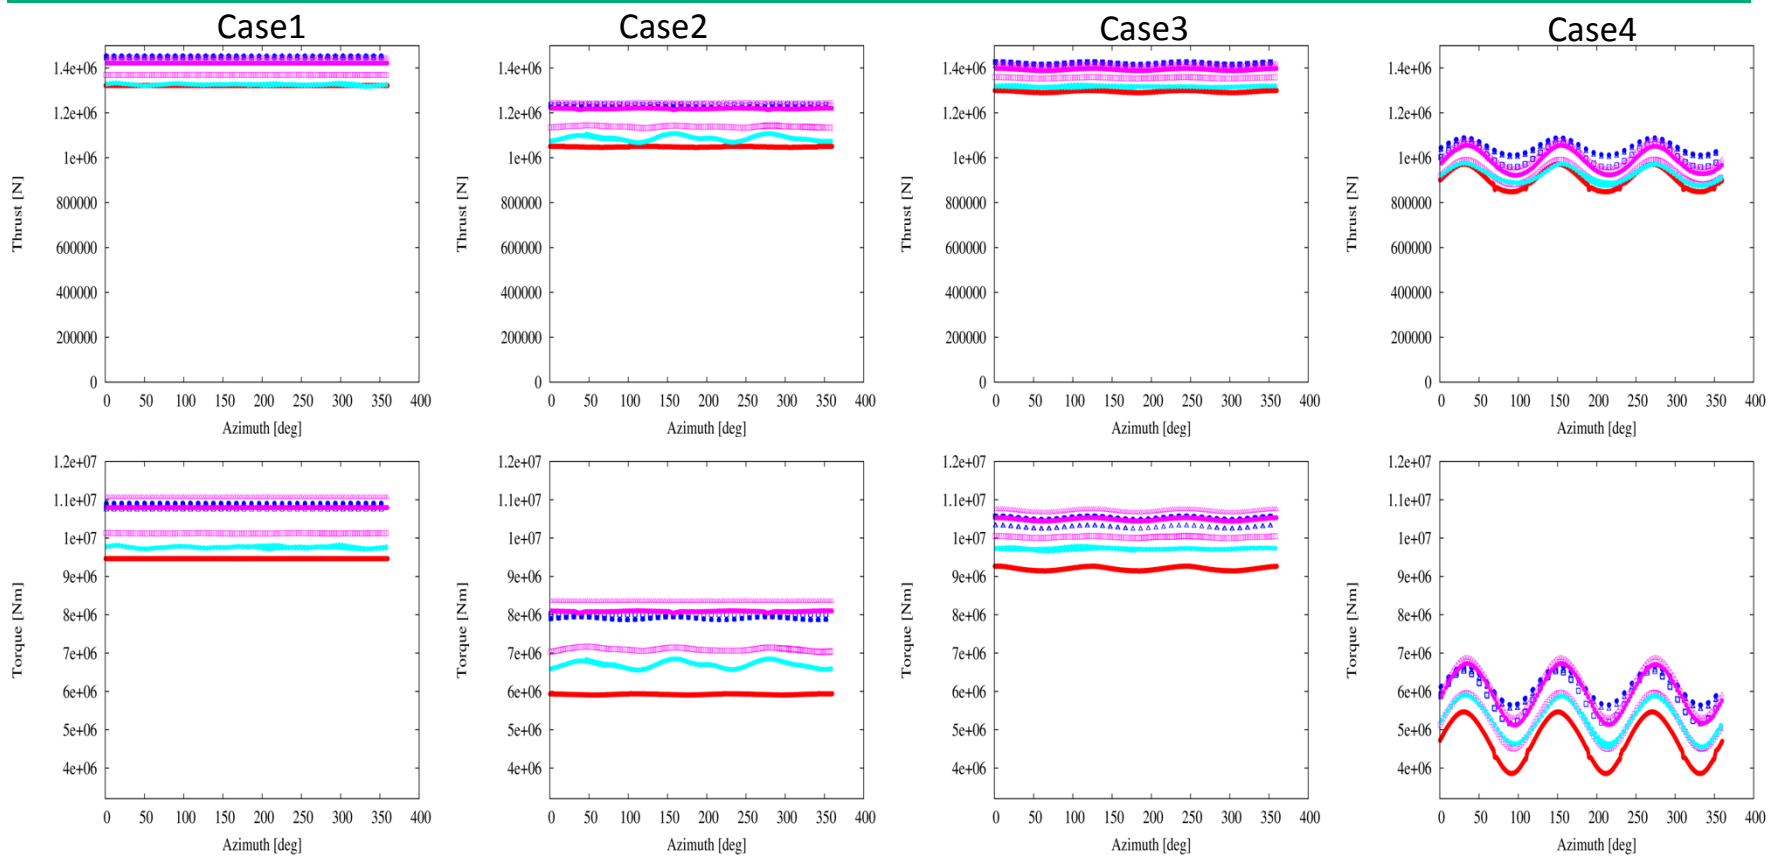 Case1 Case2 Case3 Case4
1.4e+06 1.4e+06 1.4e+06 1.4e+06
1.2e+06 1.2e+06 1.2e+06 1.2e+06
1e+06 1e+06 1e+06 1e+06
800000 800000 800000 800000
Thrust [N] Thrust [N] Thrust [N] Thrust [N]
600000 600000 600000 600000
400000 400000 400000 400000
200000 200000 200000 200000
0 0 0 0
0 50 100 150 200 250 300 350 400 0 50 100 150 200 250 300 350 400 0 50 100 150 200 250 300 350 400 0 50 100 150 200 250 300 350 400
Azimuth [deg] Azimuth [deg] Azimuth [deg] Azimuth [deg]
1.2e+07 1.2e+07 1.2e+07 1.2e+07
1.1e+07 1.1e+07 1.1e+07 1.1e+07
1e+07 1e+07 1e+07 1e+07
9e+06 9e+06 9e+06 9e+06
8e+06 8e+06 8e+06 8e+06
Torque [Nm] Torque [Nm] Torque [Nm] Torque [Nm]
7e+06 7e+06 7e+06 7e+06
6e+06 6e+06 6e+06 6e+06
5e+06 5e+06 5e+06 5e+06
4e+06 4e+06 4e+06 4e+06
0 50 100 150 200 250 300 350 400 0 50 100 150 200 250 300 350 400 0 50 100 150 200 250 300 350 400 0 50 100 150 200 250 300 350 400
Azimuth [deg] Azimuth [deg] Azimuth [deg] Azimuth [deg]